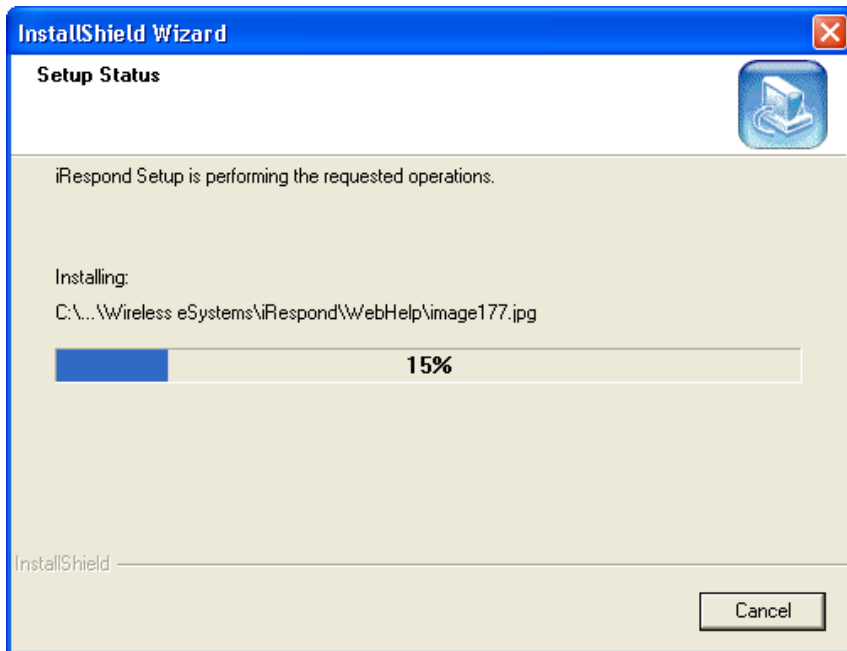 InstallShield Wizard
Setup Status
iRespond Setup is performing the requested operations.
Installing:
C:\...\Wireless eSystems\iRespond\WebHelp\image177.jpg
15%
InstallShield
Cancel